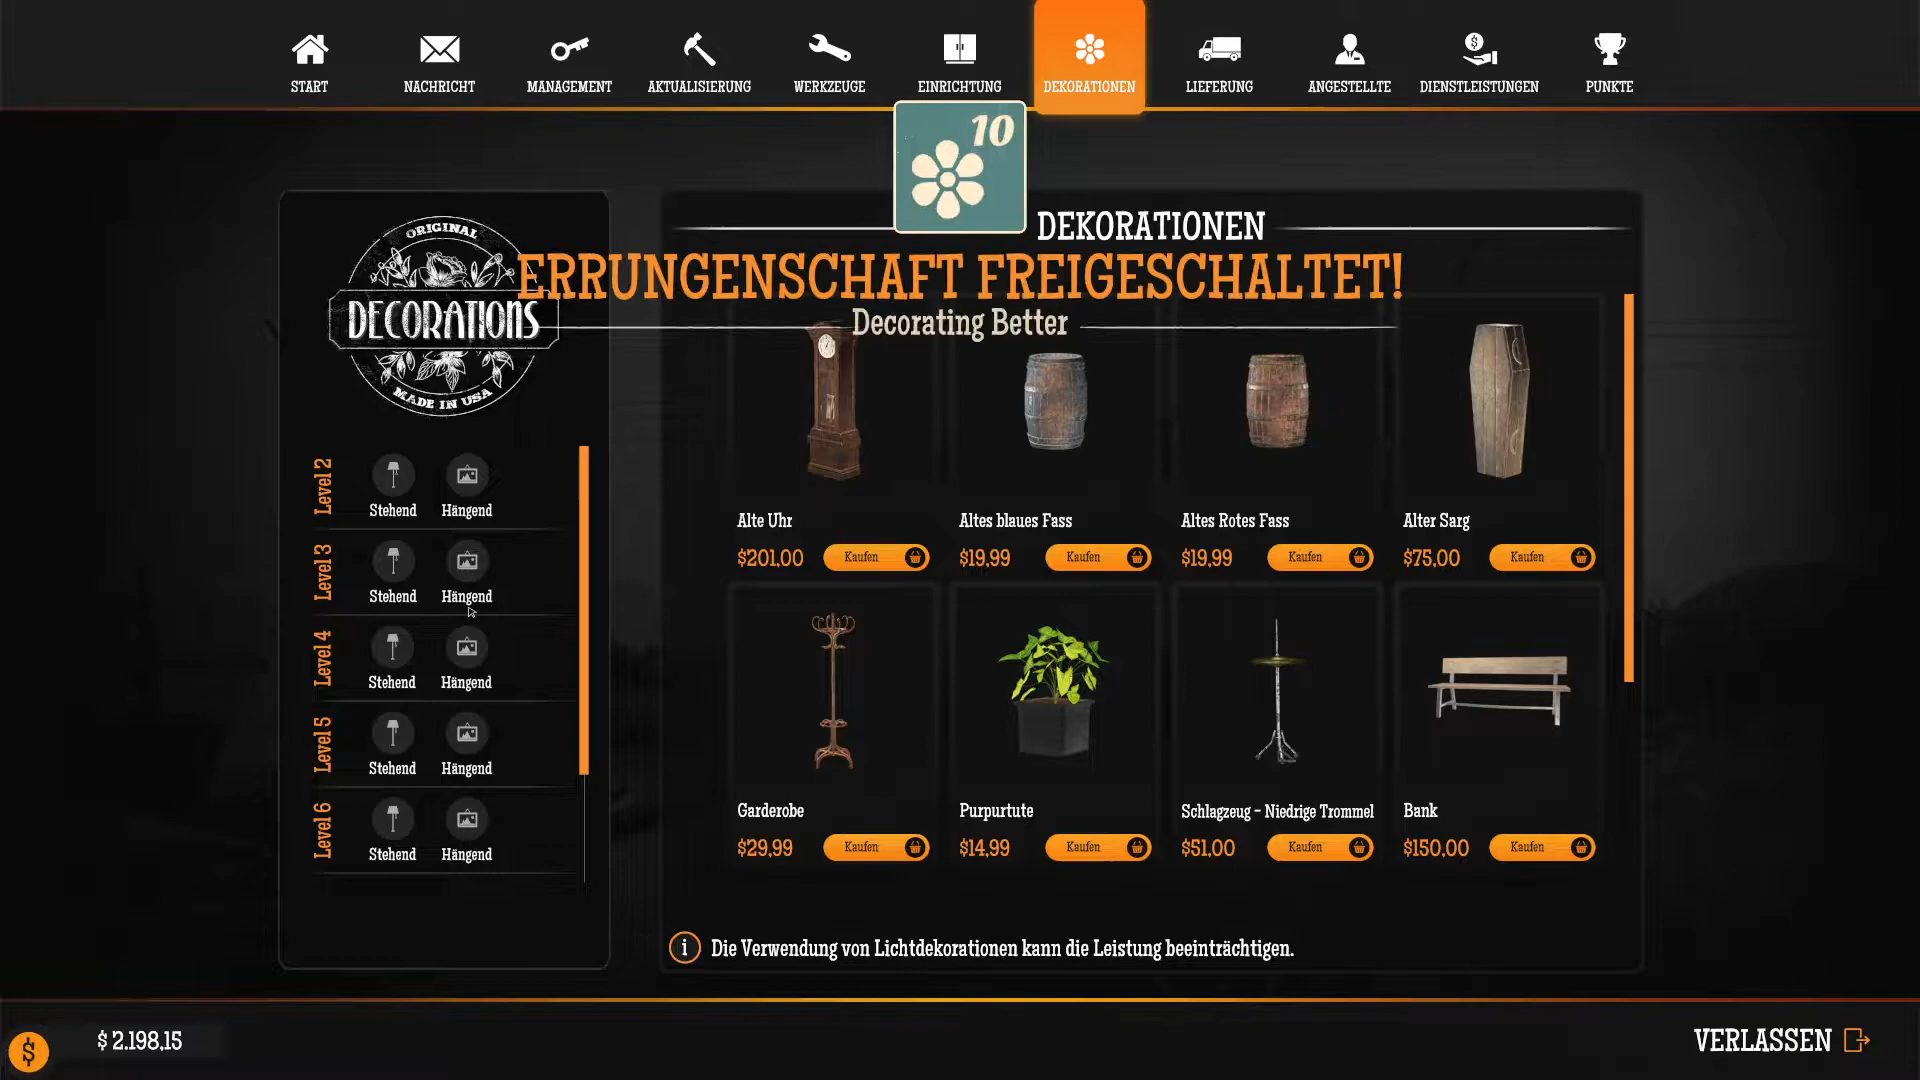 START
NACHRICHT
MANAGEMENT
AKTUALISIERUNG
WERKZEUGE
EINRICHTUNG
DEKORATIONEN
LIEFERUNG
ANGESTELLTE
DIENSTLEISTUNGEN
PUNKTE
10
DEKORATIONEN
ERRUNGENSCHAFT FREIGESCHALTET!
Decorating Better
ORIGINAL
DECORATIONS
MADE IN USA
Level 2
Stehend
Hängend
Level 3
Stehend
Hängend
Level 4
Stehend
Hängend
Level 5
Stehend
Hängend
Level 6
Stehend
Hängend
Alte Uhr
$201,00
Kaufen
Altes blaues Fass
$19,99
Kaufen
Altes Rotes Fass
$19,99
Kaufen
Alter Sarg
$75,00
Kaufen
Garderobe
$29,99
Kaufen
Purpurtute
$14,99
Kaufen
Schlagzeug - Niedrige Trommel
$51,00
Kaufen
Bank
$150,00
Kaufen
i Die Verwendung von Lichtdekorationen kann die Leistung beeinträchtigen.
$ $ 2.198,15
VERLASSEN